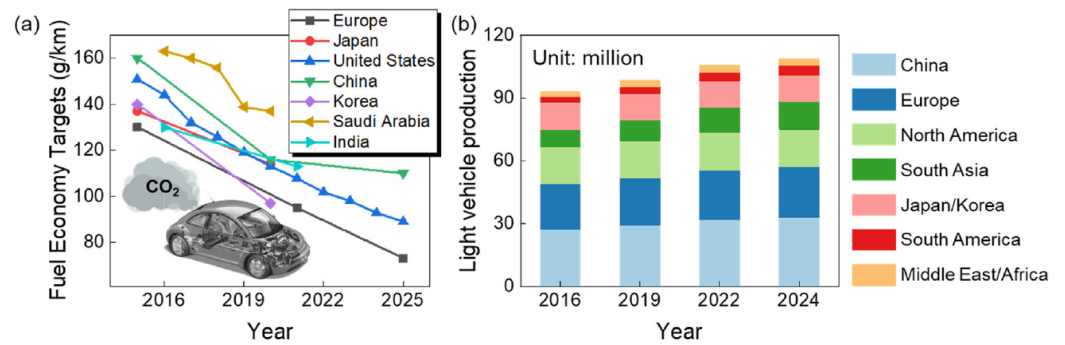 (a)
Fuel Economy Targets (g/km)
160
140
120
100
80
2016
2019
2022
2025
Year
Europe
Japan
United States
China
Korea
Saudi Arabia
India
CO2
(b)
Light vehicle production
120
90
60
30
0
Unit: million
2016
2019
2022
2024
Year
China
Europe
North America
South Asia
Japan/Korea
South America
Middle East/Africa